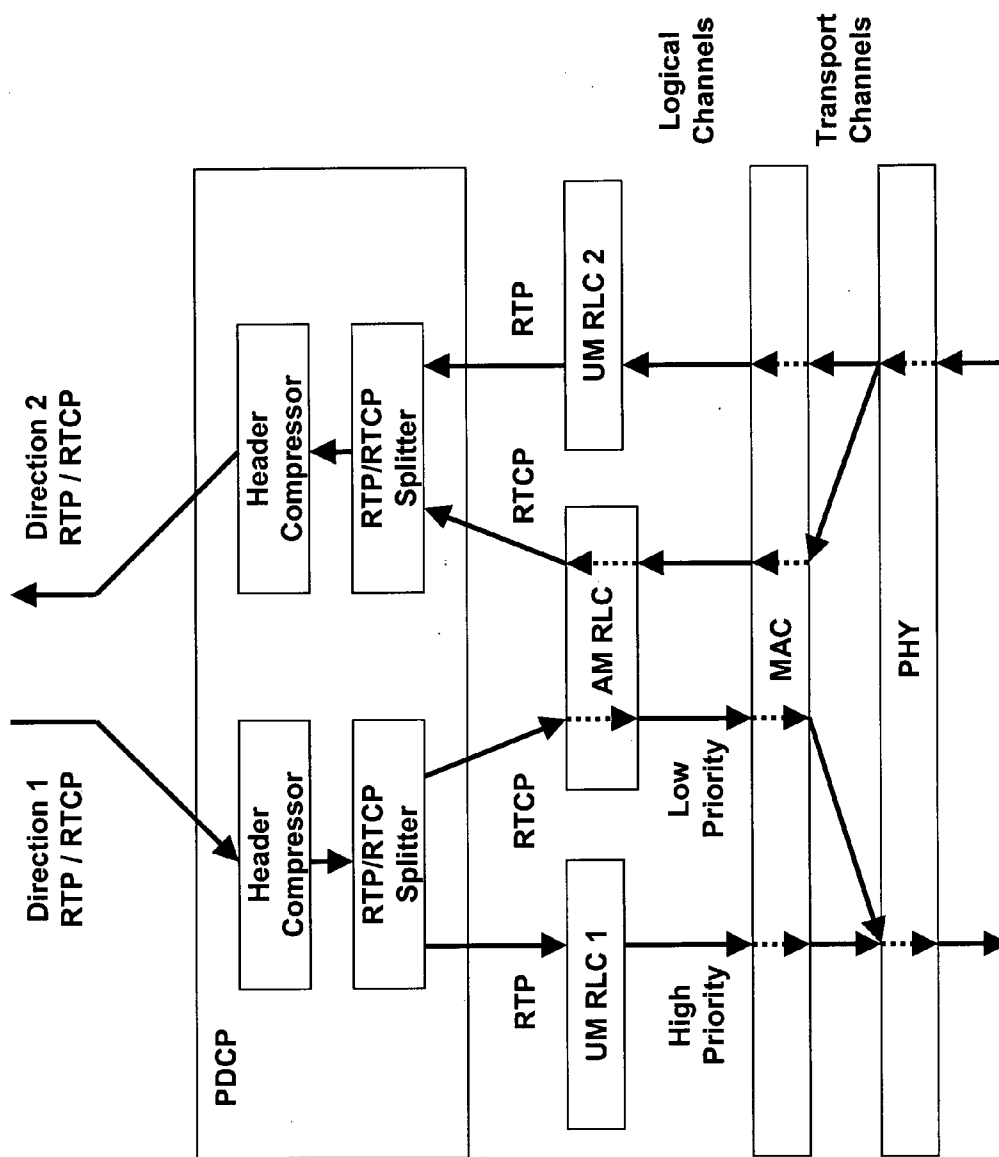 Direction 1
RTP / RTCP
Direction 2
RTP / RTCP
PDCP
Header
Compressor
Header
Compressor
RTP/RTCP
Splitter
RTP/RTCP
Splitter
RTP
RTCP
RTCP
RTP
UM RLC 1
AM RLC
UM RLC 2
High
Priority
Low
Priority
Logical
Channels
MAC
Transport
Channels
PHY